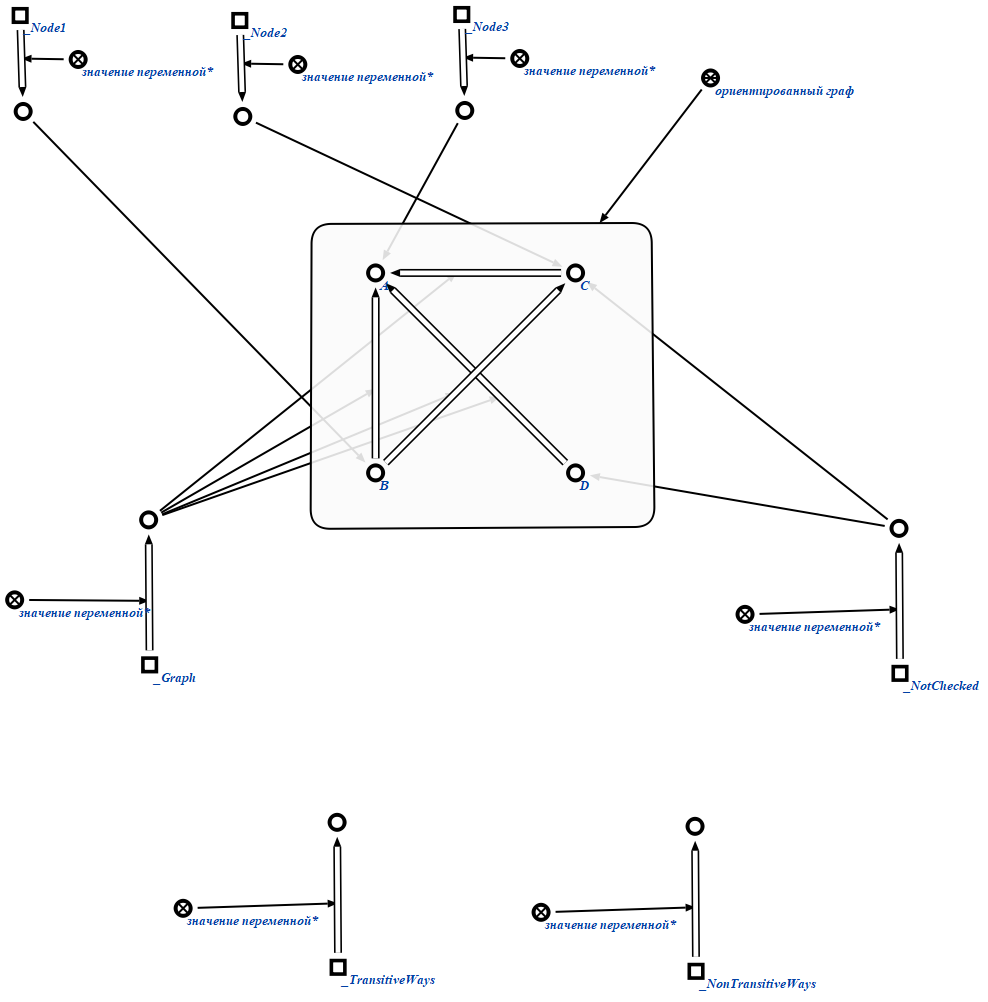 _Node1
_Node2
_Node3
значение переменной*
значение переменной*
значение переменной*
ориентированный граф
A
C
B
D
значение переменной*
значение переменной*
_Graph
_NotChecked
значение переменной*
значение переменной*
_TransitiveWays
_NonTransitiveWays